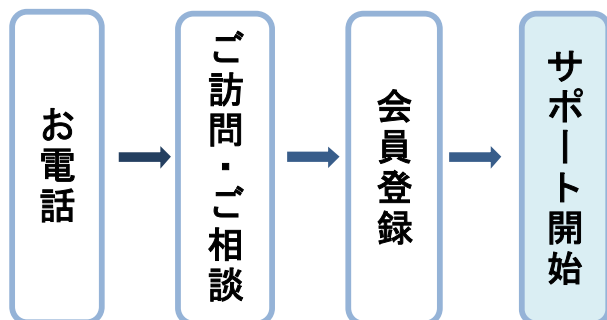 お電話
ご訪問・ご相談
会員登録
サポート開始